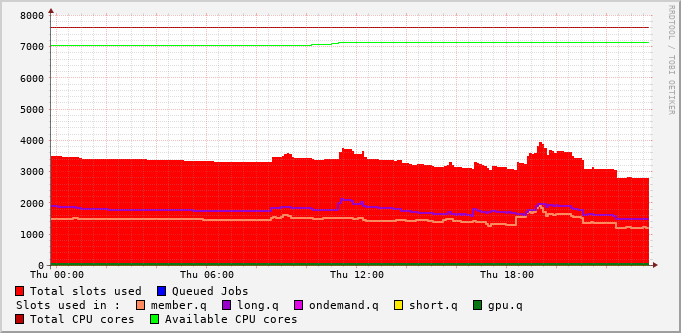 8000
7000
6000
5000
4000
3000
2000
1000
0
Thu 00:00 Thu 06:00 Thu 12:00 Thu 18:00
RRDTOOL / TOBI OETIKER
Total slots used Queued Jobs
Slots used in : member.q long.q ondemand.q short.q gpu.q
Total CPU cores Available CPU cores